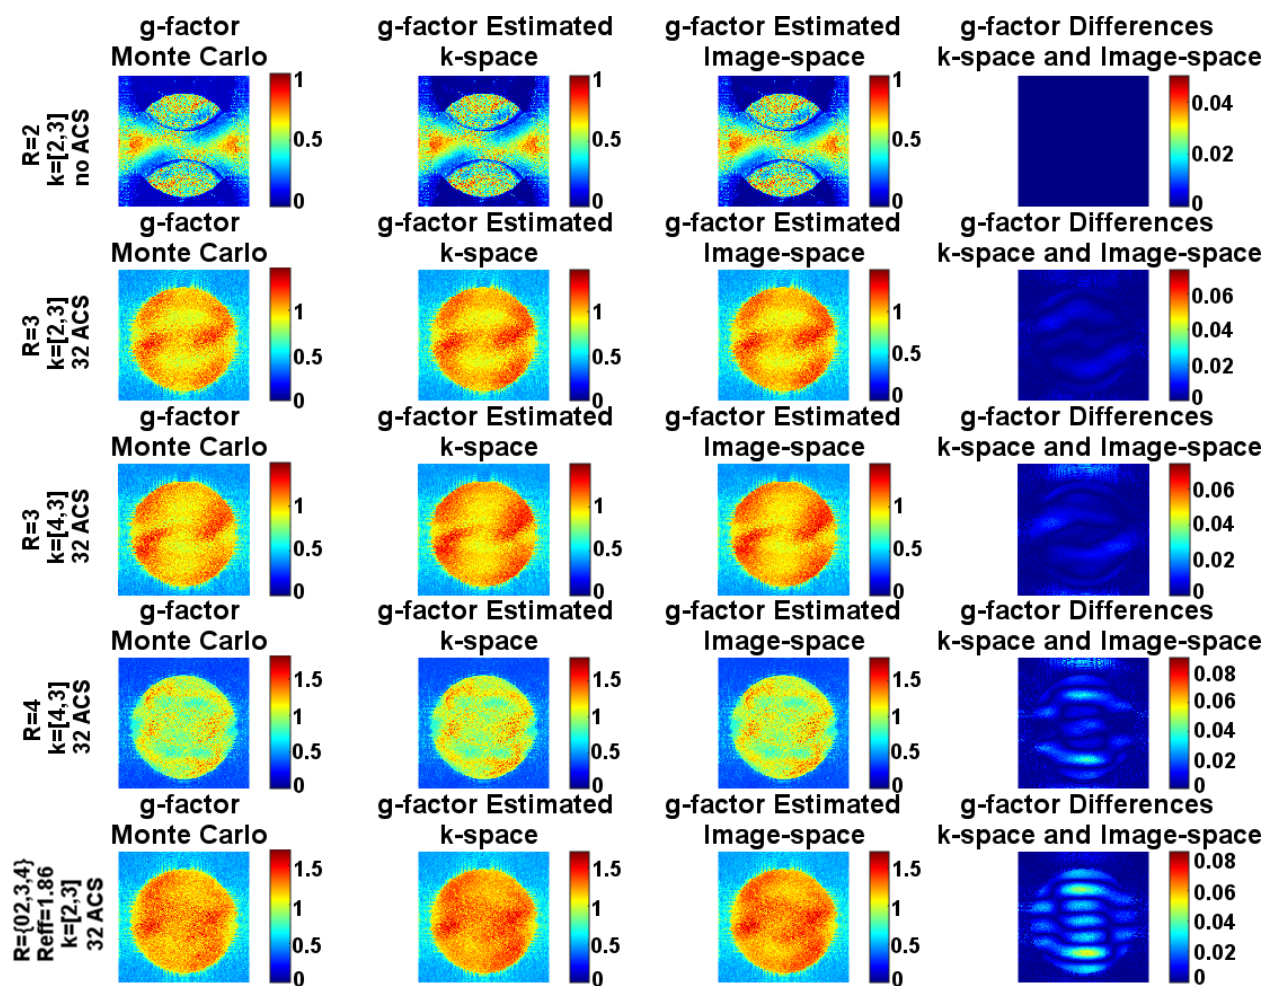 g-factor
Monte Carlo
g-factor Estimated
k-space
g-factor Estimated
Image-space
g-factor Differences
k-space and Image-space
R=2
k=[2,3]
no ACS
1
0.5
0
1
0.5
0
1
0.5
0
0.04
0.02
0
g-factor
Monte Carlo
g-factor Estimated
k-space
g-factor Estimated
Image-space
g-factor Differences
k-space and Image-space
R=3
k=[2,3]
32 ACS
1
0.5
0
1
0.5
0
1
0.5
0
0.06
0.04
0.02
0
g-factor
Monte Carlo
g-factor Estimated
k-space
g-factor Estimated
Image-space
g-factor Differences
k-space and Image-space
R=3
k=[4,3]
32 ACS
1
0.5
0
1
0.5
0
1
0.5
0
0.06
0.04
0.02
0
g-factor
Monte Carlo
g-factor Estimated
k-space
g-factor Estimated
Image-space
g-factor Differences
k-space and Image-space
R=4
k=[4,3]
32 ACS
1.5
1
0.5
0
1.5
1
0.5
0
1.5
1
0.5
0
0.08
0.06
0.04
0.02
0
g-factor
Monte Carlo
g-factor Estimated
k-space
g-factor Estimated
Image-space
g-factor Differences
k-space and Image-space
R={02,3,4}
Reff=1.86
k=[2,3]
32 ACS
1.5
1
0.5
0
1.5
1
0.5
0
1.5
1
0.5
0
0.08
0.06
0.04
0.02
0